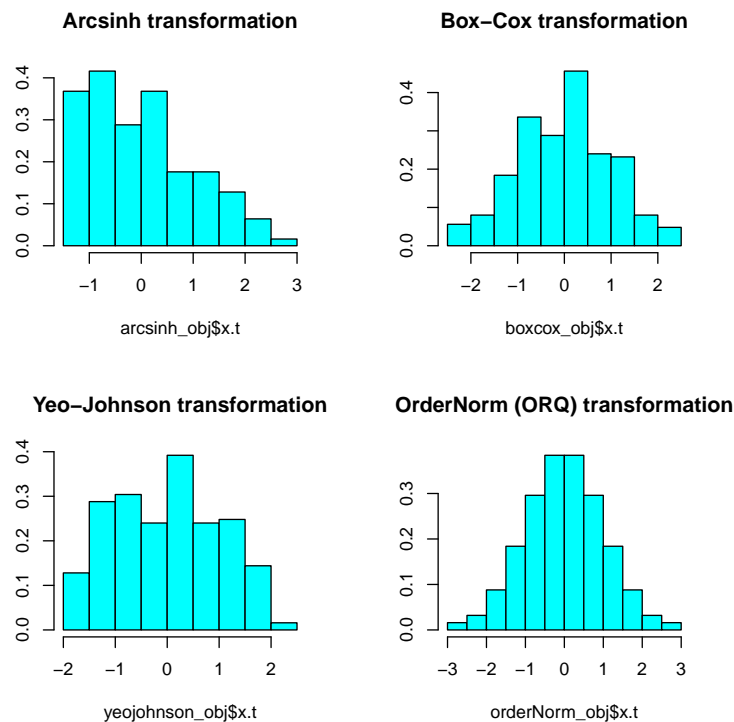 Arcsinh transformation
0.0 0.1 0.2 0.3 0.4
−1 0 1 2 3
arcsinh_obj$x.t
Box−Cox transformation
0.0 0.2 0.4
−2 −1 0 1 2
boxcox_obj$x.t
Yeo−Johnson transformation
0.0 0.1 0.2 0.3 0.4
−2 −1 0 1 2
yeojohnson_obj$x.t
OrderNorm (ORQ) transformation
0.0 0.1 0.2 0.3
−3 −2 −1 0 1 2 3
orderNorm_obj$x.t